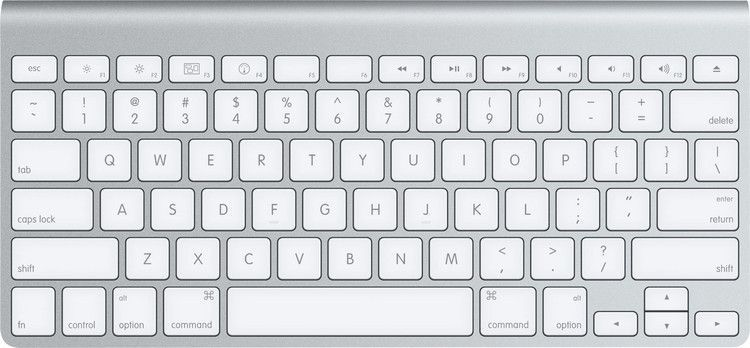 esc F1 F2 F3 F4 F5 F6 F7 F8 F9 F10 F11 F12
~ ! @ # $ % ^ & * ( ) - +
` 1 2 3 4 5 6 7 8 9 0 - = delete
tab Q W E R T Y U I O P { } |
[ ] \
caps lock A S D F G H J K L : " enter
; ' return
shift Z X C V B N M < > ? shift
, . /
alt ⌘ ⌘ alt
fn control option command command option